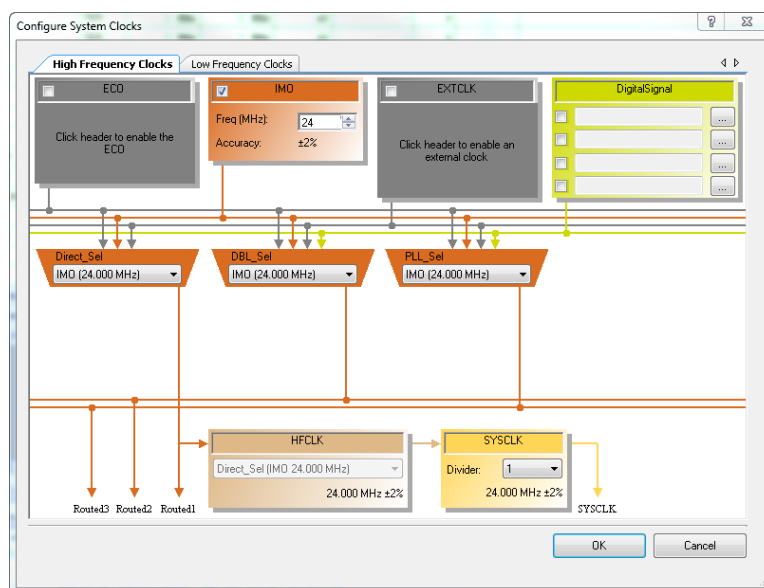 Configure System Clocks
High Frequency Clocks
Low Frequency Clocks
ECO
Click header to enable the
ECO
IMO
Freq (MHz):
24
Accuracy:
±2%
EXTCLK
Click header to enable an
external clock
DigitalSignal
...
...
...
...
Direct_Sel
IMO (24.000 MHz)
DBL_Sel
IMO (24.000 MHz)
PLL_Sel
IMO (24.000 MHz)
HFCLK
Direct_Sel (IMO 24.000 MHz)
24.000 MHz ±2%
SYSCLK
Divider:
1
24.000 MHz ±2%
Routed3
Routed2
Routed1
SYSCLK
OK
Cancel